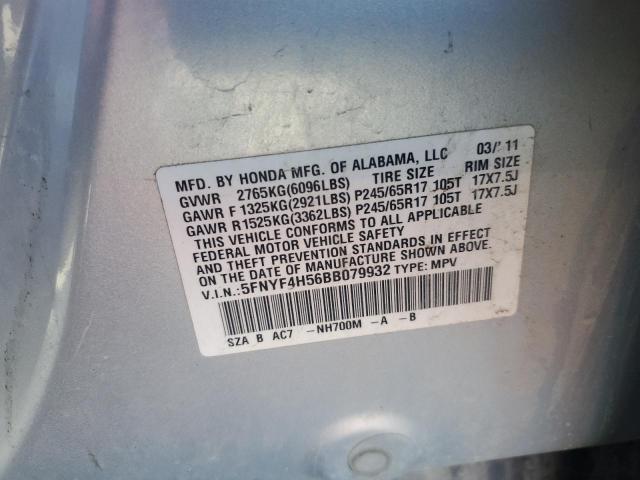 MFD. BY HONDA MFG. OF ALABAMA, LLC 03/'11
GVWR 2765KG(6096LBS) TIRE SIZE RIM SIZE
GAWR F 1325KG(2921LBS) P245/65R17 105T 17X7.5J
GAWR R1525KG(3362LBS) P245/65R17 105T 17X7.5J
THIS VEHICLE CONFORMS TO ALL APPLICABLE
FEDERAL MOTOR VEHICLE SAFETY
AND THEFT PREVENTION STANDARDS IN EFFECT
ON THE DATE OF MANUFACTURE SHOWN ABOVE.
V.I.N.:5FNYF4H56BB079932 TYPE: MPV
SZA B AC7 -NH700M -A -B